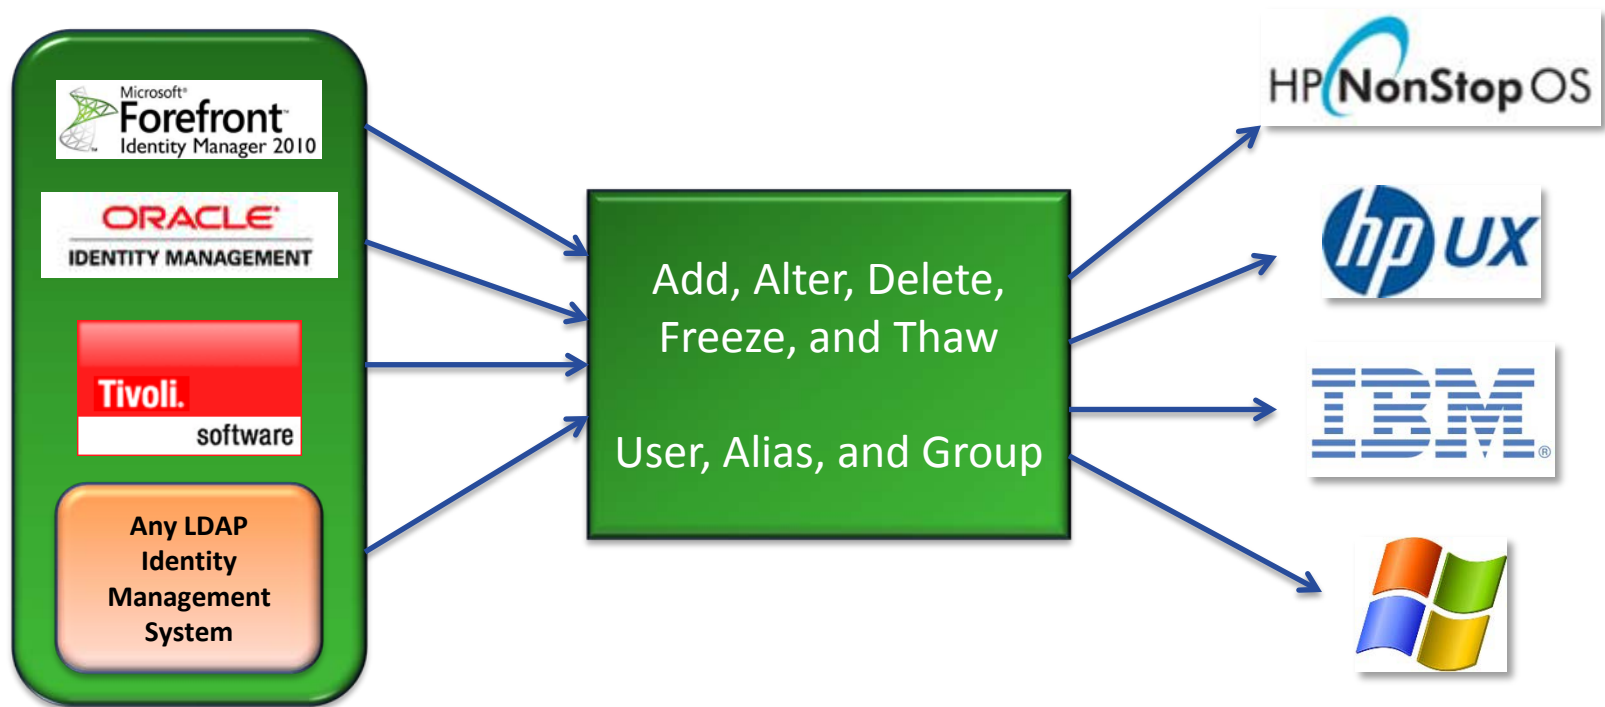 Microsoft®
Forefront™
Identity Manager 2010
ORACLE®
IDENTITY MANAGEMENT
Tivoli.
software
Any LDAP
Identity
Management
System
Add, Alter, Delete,
Freeze, and Thaw
User, Alias, and Group
HP NonStop OS
hp UX
IBM®